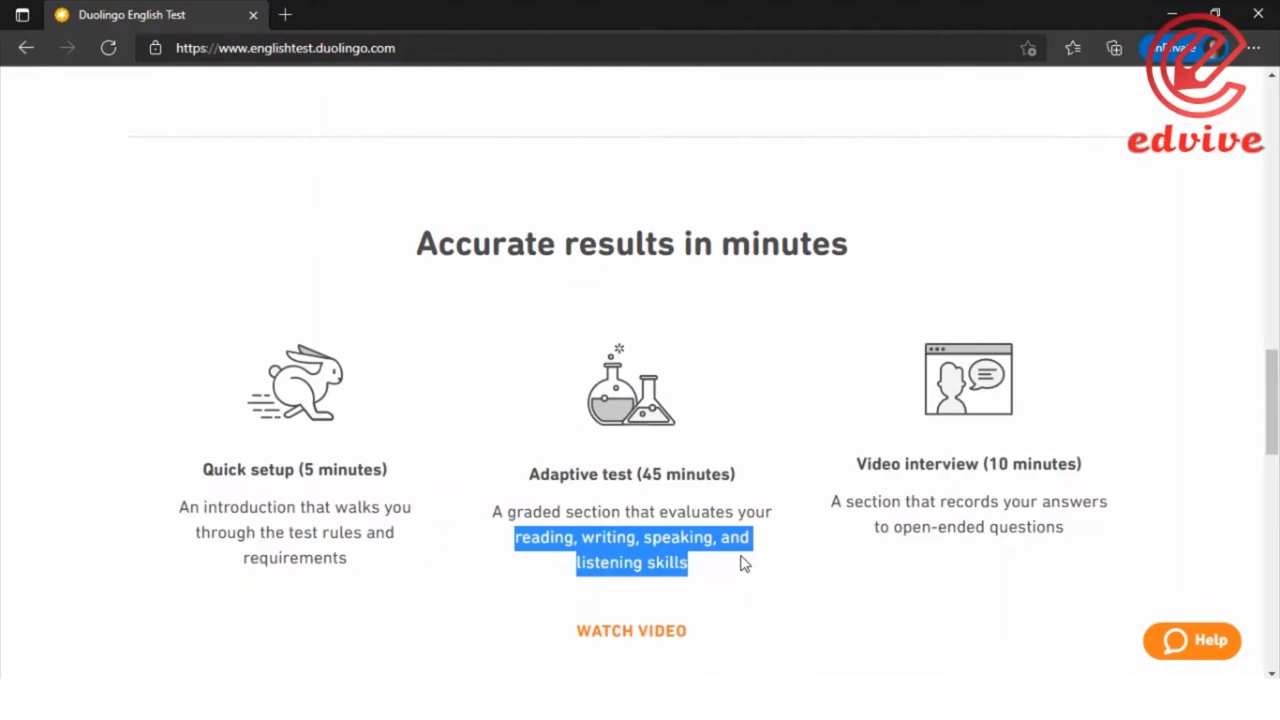 Duolingo English Test
https://www.englishtest.duolingo.com
edvive
Accurate results in minutes
Quick setup (5 minutes)
An introduction that walks you
through the test rules and
requirements
Adaptive test (45 minutes)
A graded section that evaluates your
reading, writing, speaking, and
listening skills
WATCH VIDEO
Video interview (10 minutes)
A section that records your answers
to open-ended questions
Help